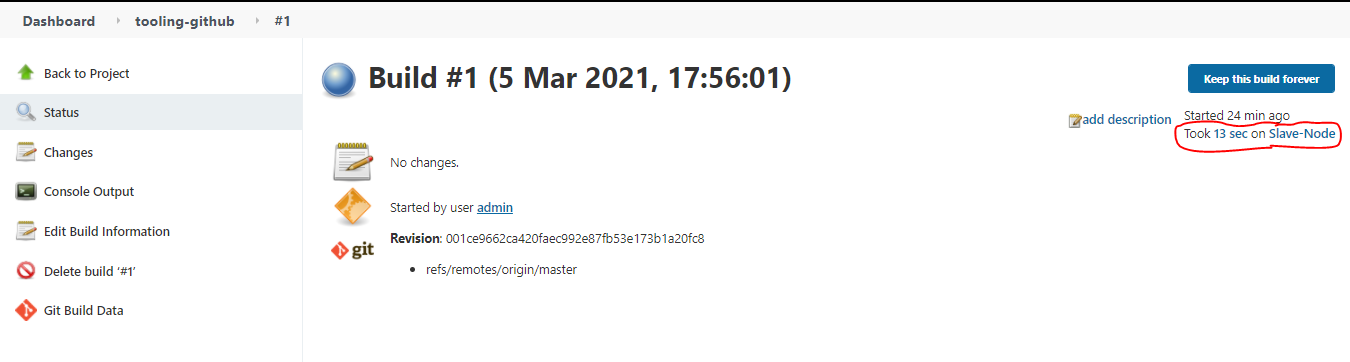 Dashboard tooling-github #1
Back to Project
Status
Changes
Console Output
Edit Build Information
Delete build ‘#1’
Git Build Data
Build #1 (5 Mar 2021, 17:56:01)
Keep this build forever
add description
Started 24 min ago
Took 13 sec on Slave-Node
No changes.
Started by user admin
git
Revision: 001ce9662ca420faec992e87fb53e173b1a20fc8
• refs/remotes/origin/master